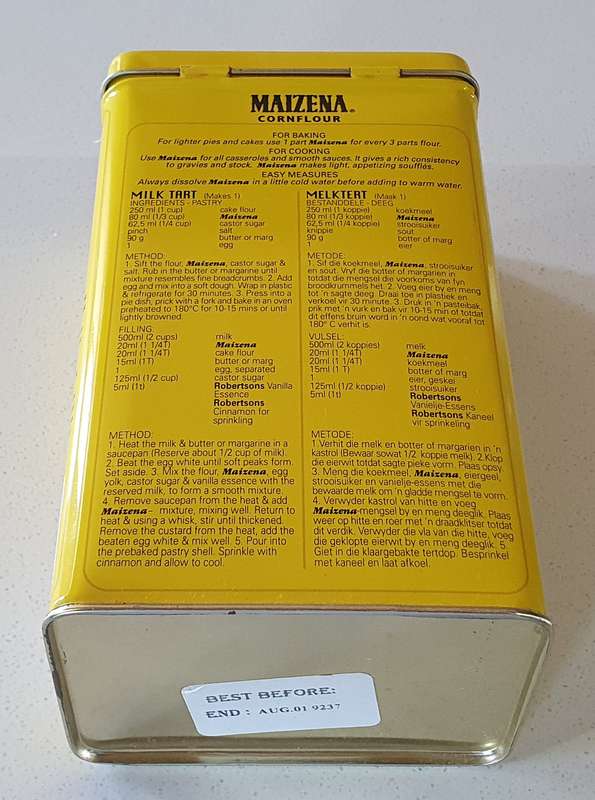 MAIZENA®
CORNFLOUR
FOR BAKING
For lighter pies and cakes use 1 part Maizena for every 3 parts flour.
FOR COOKING
Use Maizena for all casseroles and smooth sauces. It gives a rich consistency
to gravies and stock. Maizena makes light, appetizing soufflés.
EASY MEASURES
Always dissolve Maizena in a little cold water before adding to warm water.
MILK TART (Makes 1)
INGREDIENTS - PASTRY
250 ml (1 cup) cake flour
80 ml (1/3 cup) Maizena
62,5 ml (1/4 cup) castor sugar
pinch salt
90 g butter or marg
1 egg
METHOD:
1. Sift the flour, Maizena, castor sugar &
salt. Rub in the butter or margarine until
mixture resembles fine breadcrumbs. 2. Add
egg and mix into a soft dough. Wrap in plastic
& refrigerate for 30 minutes. 3. Press into a
pie dish, prick with a fork and bake in an oven
preheated to 180°C for 10-15 mins or until
lightly browned.
FILLING:
500ml (2 cups) milk
20ml (1 1/4T) Maizena
20ml (1 1/4T) cake flour
15ml (1T) butter or marg
1 egg, separated
125ml (1/2 cup) castor sugar
5ml (1t) Robertsons Vanilla
Essence
Robertsons
Cinnamon for
sprinkling
METHOD:
1. Heat the milk & butter or margarine in a
saucepan (Reserve about 1/2 cup of milk).
2. Beat the egg white until soft peaks form.
Set aside. 3. Mix the flour, Maizena, egg
yolk, castor sugar & vanilla essence with the
reserved milk, to form a smooth mixture.
4. Remove saucepan from the heat & add
Maizena - mixture, mixing well. Return to
heat & using a whisk, stir until thickened.
Remove the custard from the heat, add the
beaten egg white & mix well. 5. Pour into
the prebaked pastry shell. Sprinkle with
cinnamon and allow to cool.
MELKTERT (Maak 1)
BESTANDDELE - DEEG
250 ml (1 koppie) koekmeel
80 ml (1/3 koppie) Maizena
62,5 ml (1/4 koppie) strooisuiker
knippie sout
90 g botter of marg
1 eier
METODE:
1. Sif die koekmeel, Maizena, strooisuiker
en sout. Vryf die botter of margarien in
totdat die mengsel die voorkoms van fyn
broodkrummels het. 2. Voeg eier by en meng
tot 'n sagte deeg. Draai toe in plastiek en
verkoel vir 30 minute. 3. Druk in 'n pasteibak,
prik met 'n vurk en bak vir 10-15 min of totdat
dit effens bruin word in 'n oond wat vooraf tot
180° C verhit is.
VULSEL:
500ml (2 koppies) melk
20ml (1 1/4T) Maizena
20ml (1 1/4T) koekmeel
15ml (1 T) botter of marg
1 eier, geskei
125ml (1/2 koppie) strooisuiker
5ml (1t) Robertsons
Vanielje-Essens
Robertsons Kaneel
vir sprinkeling
METODE:
1.Verhit die melk en botter of margarien in 'n
kastrol (Bewaar sowat 1/2 koppie melk). 2.Klop
die eierwit totdat sagte pieke vorm. Plaas opsy.
3. Meng die koekmeel, Maizena, eiergeel,
strooisuiker en vanielje-essens met die
bewaarde melk om 'n gladde mengsel te vorm.
4. Verwyder kastrol van hitte en voeg
Maizena-mengsel by en meng deeglik. Plaas
weer op hitte en roer met 'n draadklitser totdat
dit verdik. Verwyder die vla van die hitte, voeg
die geklopte eierwit by en meng deeglik. 5.
Giet in die klaargebakte tertdop. Besprinkel
met kaneel en laat afkoel.
BEST BEFORE:
END : AUG.01 9237